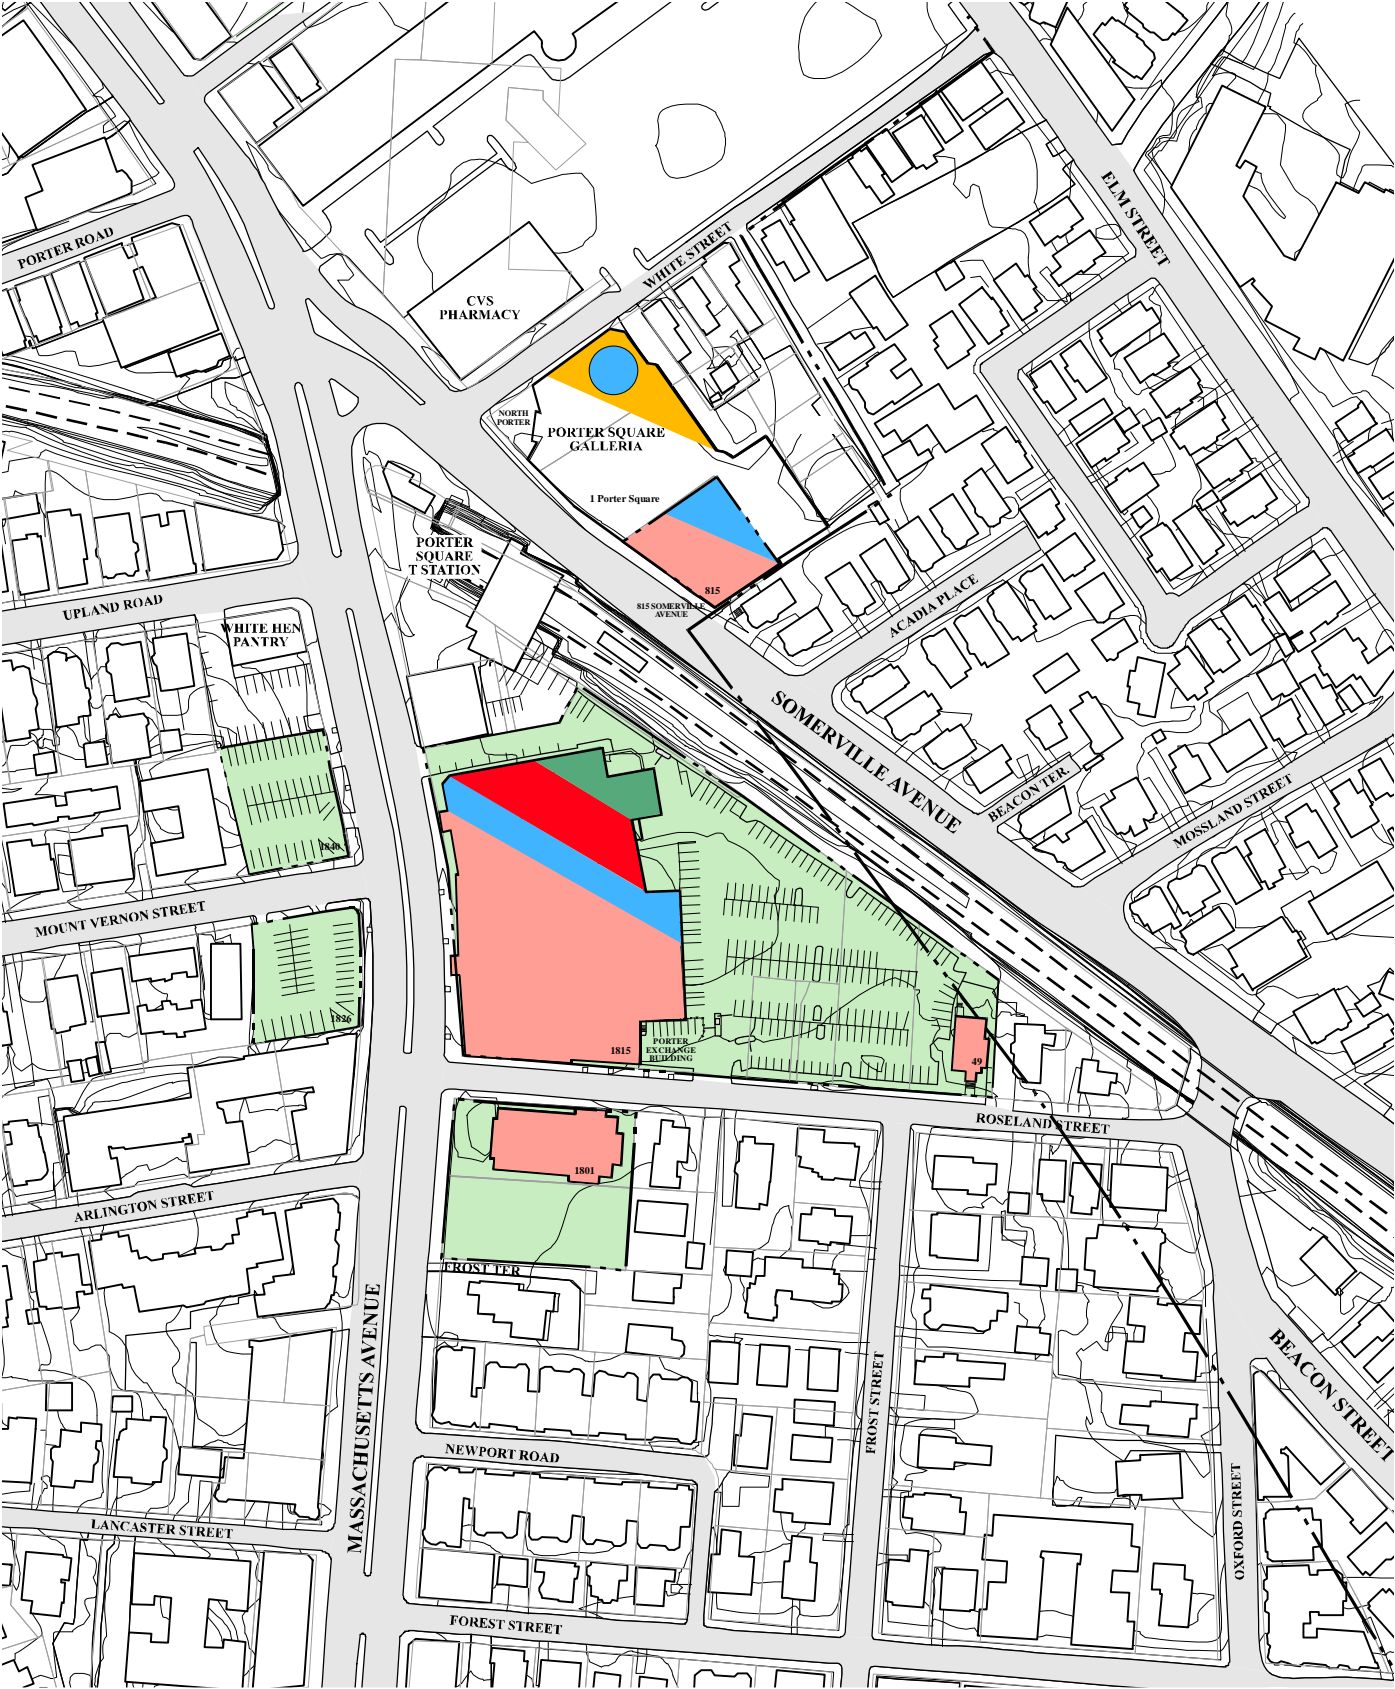 ELM STREET
PORTER ROAD
WHITE STREET
CVS
PHARMACY
NORTH
PORTER
PORTER SQUARE
GALLERIA
1 Porter Square
PORTER
SQUARE
T STATION
815
815 SOMERVILLE
AVENUE
ACADIA PLACE
UPLAND ROAD
WHITE HEN
PANTRY
SOMERVILLE AVENUE
BEACON TER.
MOSSLAND STREET
1840
MOUNT VERNON STREET
1826
1815
PORTER
EXCHANGE
BUILDING
49
ROSELAND STREET
1801
ARLINGTON STREET
FROST TER
MASSACHUSETTS AVENUE
FROST STREET
BEACON STREET
NEWPORT ROAD
OXFORD STREET
LANCASTER STREET
FOREST STREET